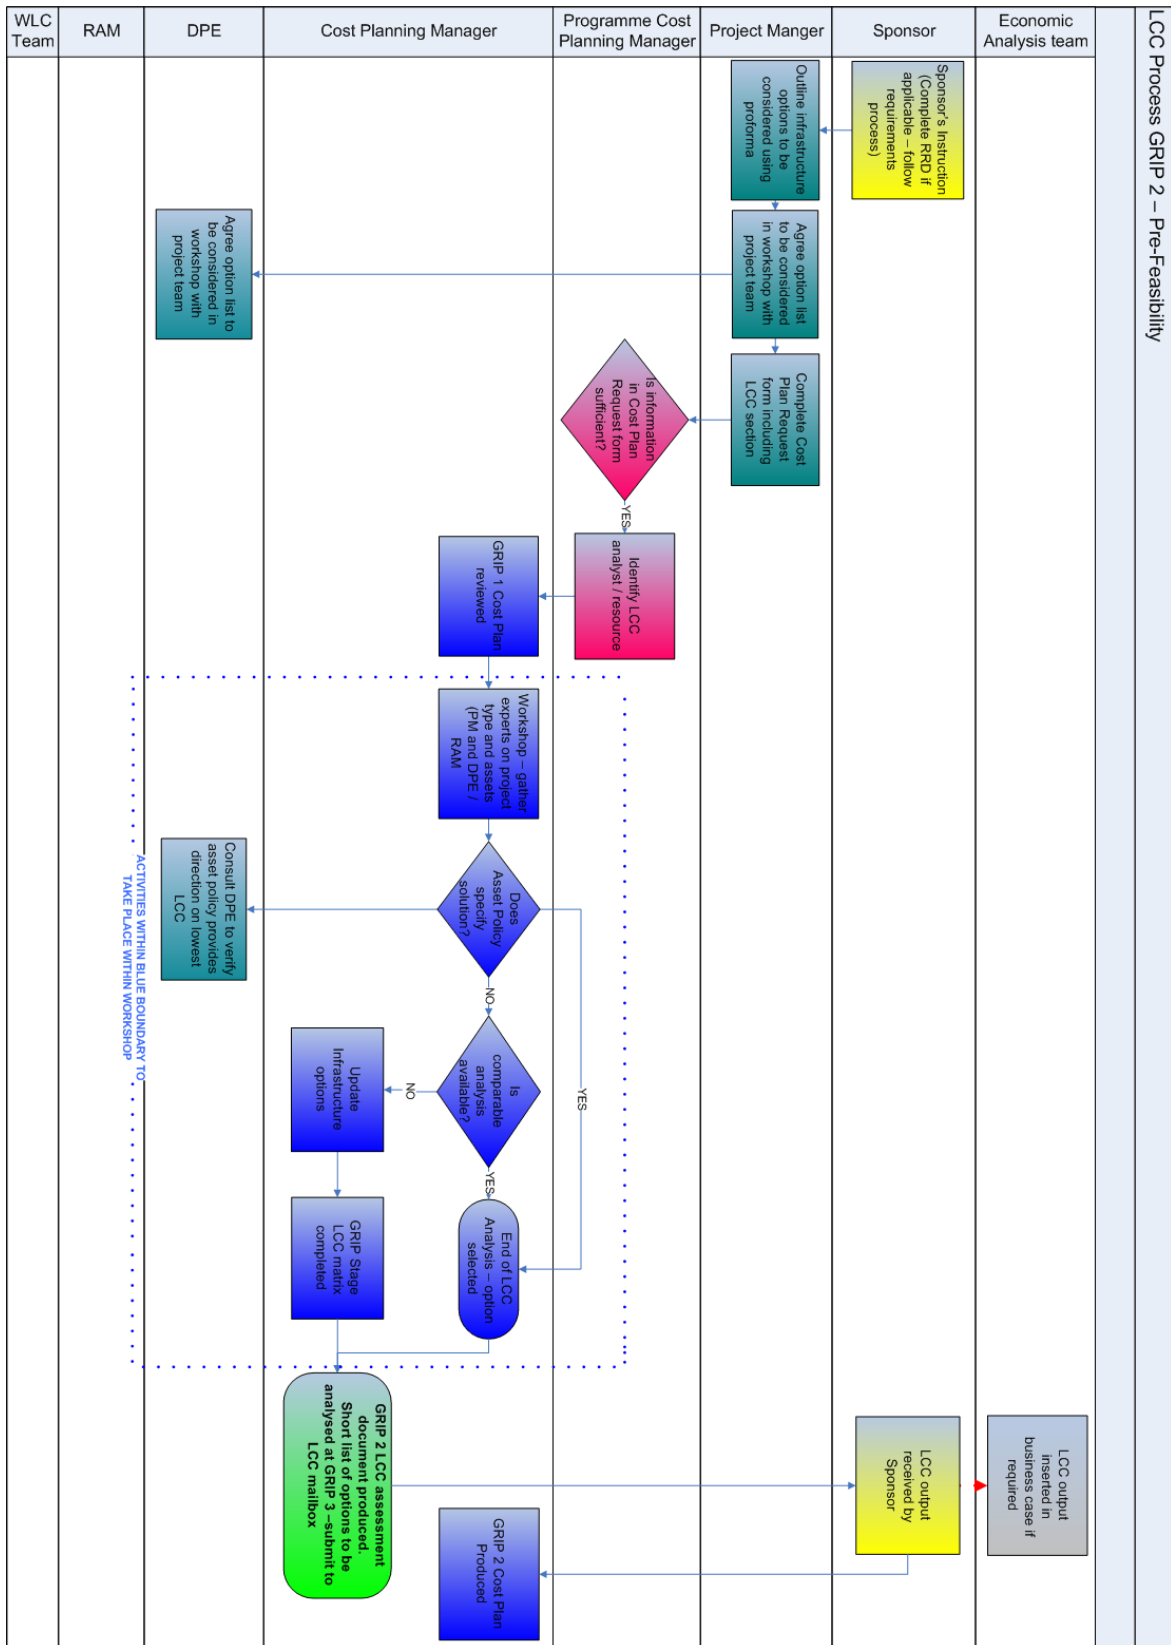 LCC Process GRIP 2 – Pre-Feasibility
WLC
Team
RAM
DPE
Cost Planning Manager
Programme Cost
Planning Manager
Project Manger
Sponsor
Economic
Analysis team
Sponsor's Instruction
(Complete RRD if
applicable – follow
requirements
process)
Outline infrastructure
options to be
considered using
proforma
Agree option list
to be considered
in workshop with
project team
Agree option list to
be considered in
workshop with
project team
Complete Cost
Plan Request
form including
LCC section
Is information
in Cost Plan
Request form
sufficient?
YES
Identify LCC
analyst / resource
GRIP 1 Cost Plan
reviewed
Workshop – gather
experts on project
type and assets
(PM and DPE /
RAM
Does
Asset Policy
specify
solution?
YES
NO
Consult DPE to verify
asset policy provides
direction on lowest
LCC
ACTIVITIES WITHIN BLUE BOUNDARY TO
TAKE PLACE WITHIN WORKSHOP
Is
comparable
analysis
available?
NO
YES
Update
Infrastructure
options
GRIP Stage
LCC matrix
completed
End of LCC
Analysis – option
selected
GRIP 2 LCC assessment
document produced.
Short list of options to be
analysed at GRIP 3 –submit to
LCC mailbox
LCC output
received by
Sponsor
LCC output
inserted in
business case if
required
GRIP 2 Cost Plan
Produced